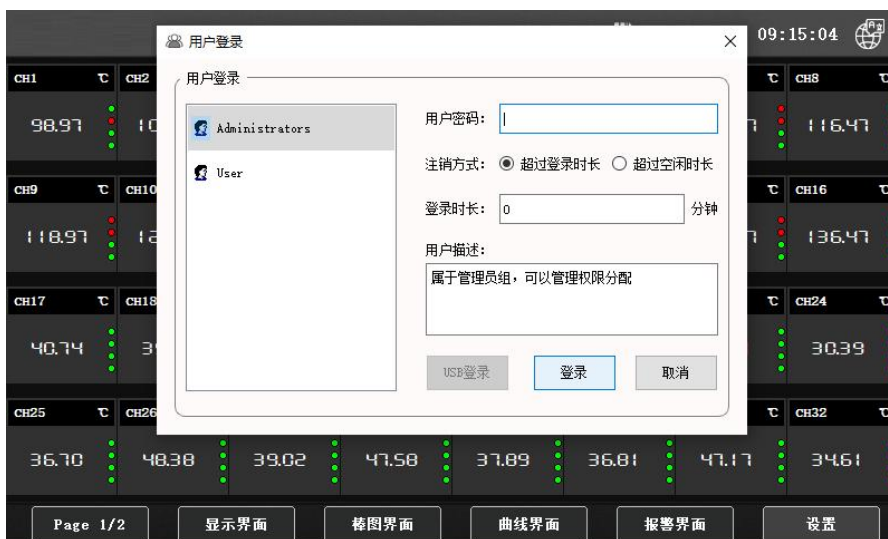 用户登录
09:15:04
用户登录
Administrators
User
用户密码：
注销方式： 超过登录时长 超过空闲时长
登录时长： 0 分钟
用户描述：
属于管理员组，可以管理权限分配
USB登录 登录 取消
CH1 ℃ CH2 ℃ CH8 ℃
98.97 116.47
CH9 ℃ CH10 ℃ CH16 ℃
118.97 136.47
CH17 ℃ CH18 ℃ CH24 ℃
40.74 30.39
CH25 ℃ CH26 ℃ CH32 ℃
36.70 48.38 39.02 47.58 37.89 36.81 47.17 34.61
Page 1/2 显示界面 棒图界面 曲线界面 报警界面 设置